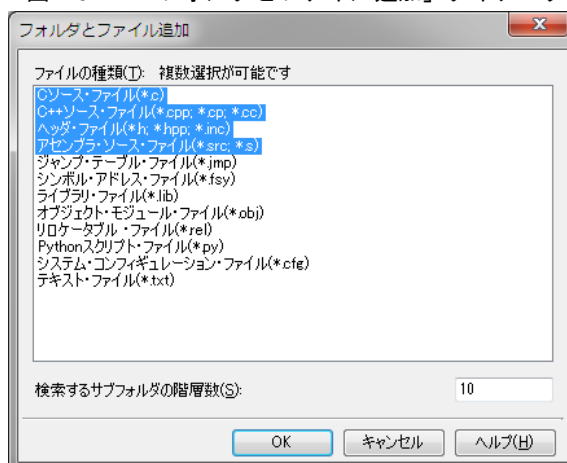 フォルダとファイル追加
ファイルの種類(T): 複数選択が可能です
Cソース・ファイル(*.c)
C++ソース・ファイル(*.cpp; *.cp; *.cc)
ヘッダ・ファイル(*.h; *.hpp; *.inc)
アセンブラ・ソース・ファイル(*.src; *.s)
ジャンプ・テーブル・ファイル(*.jmp)
シンボル・アドレス・ファイル(*.fsy)
ライブラリ・ファイル(*.lib)
オブジェクト・モジュール・ファイル(*.obj)
リロケータブル・ファイル(*.rel)
Pythonスクリプト・ファイル(*.py)
システム・コンフィギュレーション・ファイル(*.cfg)
テキスト・ファイル(*.txt)
検索するサブフォルダの階層数(S): 10
OK キャンセル ヘルプ(H)